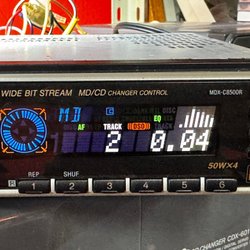 WIDE BIT STREAM MD/CD CHANGER CONTROL MDX-C8500R
MD
AF TRACK DSO EQ
2 0.04
50W×4
REP SHUF
R 1 2 3 4 5 6